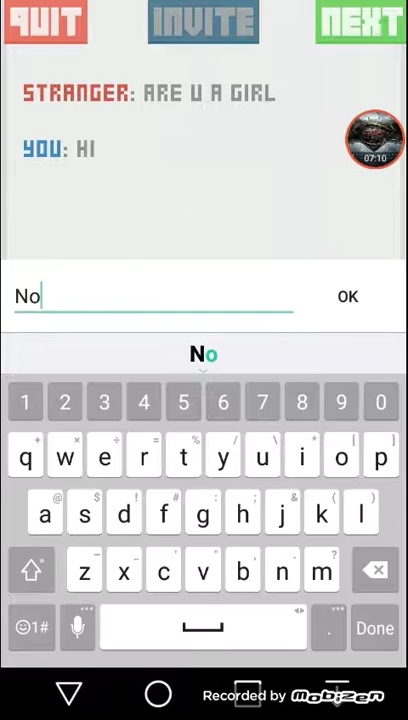 QUIT INVITE NEXT
STRANGER: ARE U A GIRL
YOU: HI
07:10
No OK
No
1 2 3 4 5 6 7 8 9 0
+ × ÷ = % / \ * [ ]
q w e r t y u i o p
@ $ ! # : ; & ( )
a s d f g h j k l
_ ~ ' " , - ?
z x c v b n m
☺1# . Done
Recorded by mobizen